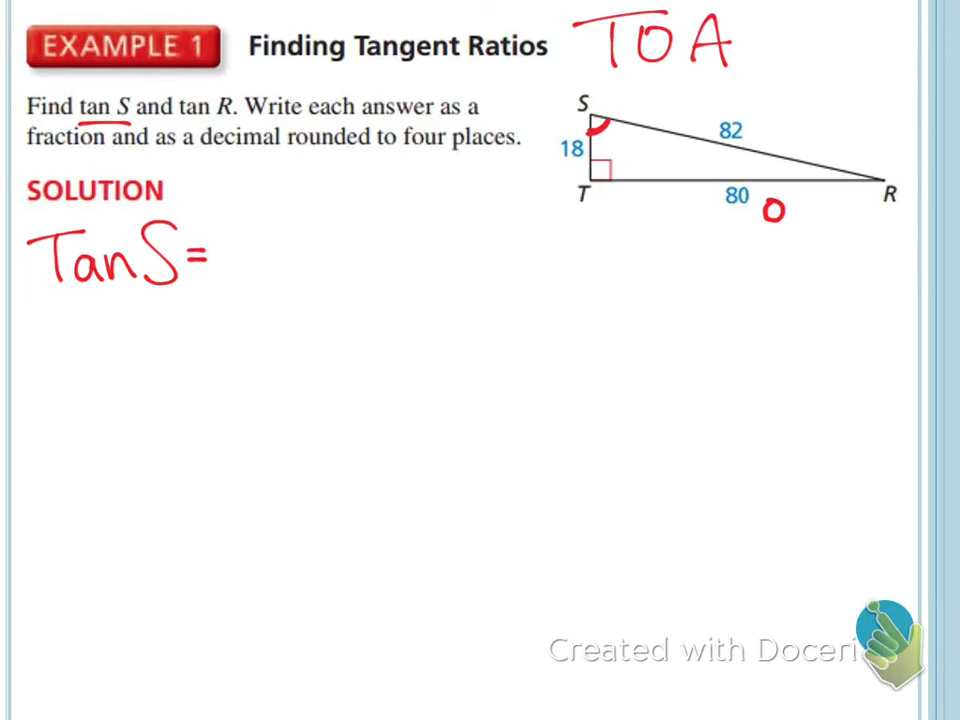 EXAMPLE 1 Finding Tangent Ratios TOA
Find tan S and tan R. Write each answer as a
fraction and as a decimal rounded to four places.
S
82
18
T
80 O
R
SOLUTION
Tan S =
Created with Doceri